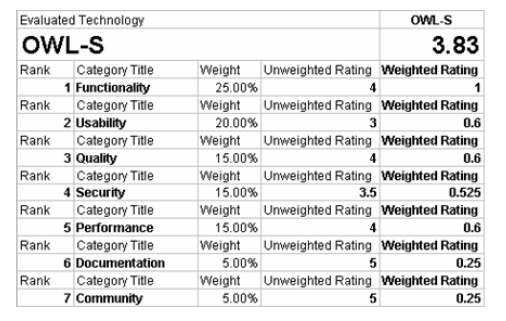 Evaluated Technology OWL-S
OWL-S 3.83
Rank Category Title Weight Unweighted Rating Weighted Rating
1 Functionality 25.00% 4 1
Rank Category Title Weight Unweighted Rating Weighted Rating
2 Usability 20.00% 3 0.6
Rank Category Title Weight Unweighted Rating Weighted Rating
3 Quality 15.00% 4 0.6
Rank Category Title Weight Unweighted Rating Weighted Rating
4 Security 15.00% 3.5 0.525
Rank Category Title Weight Unweighted Rating Weighted Rating
5 Performance 15.00% 4 0.6
Rank Category Title Weight Unweighted Rating Weighted Rating
6 Documentation 5.00% 5 0.25
Rank Category Title Weight Unweighted Rating Weighted Rating
7 Community 5.00% 5 0.25